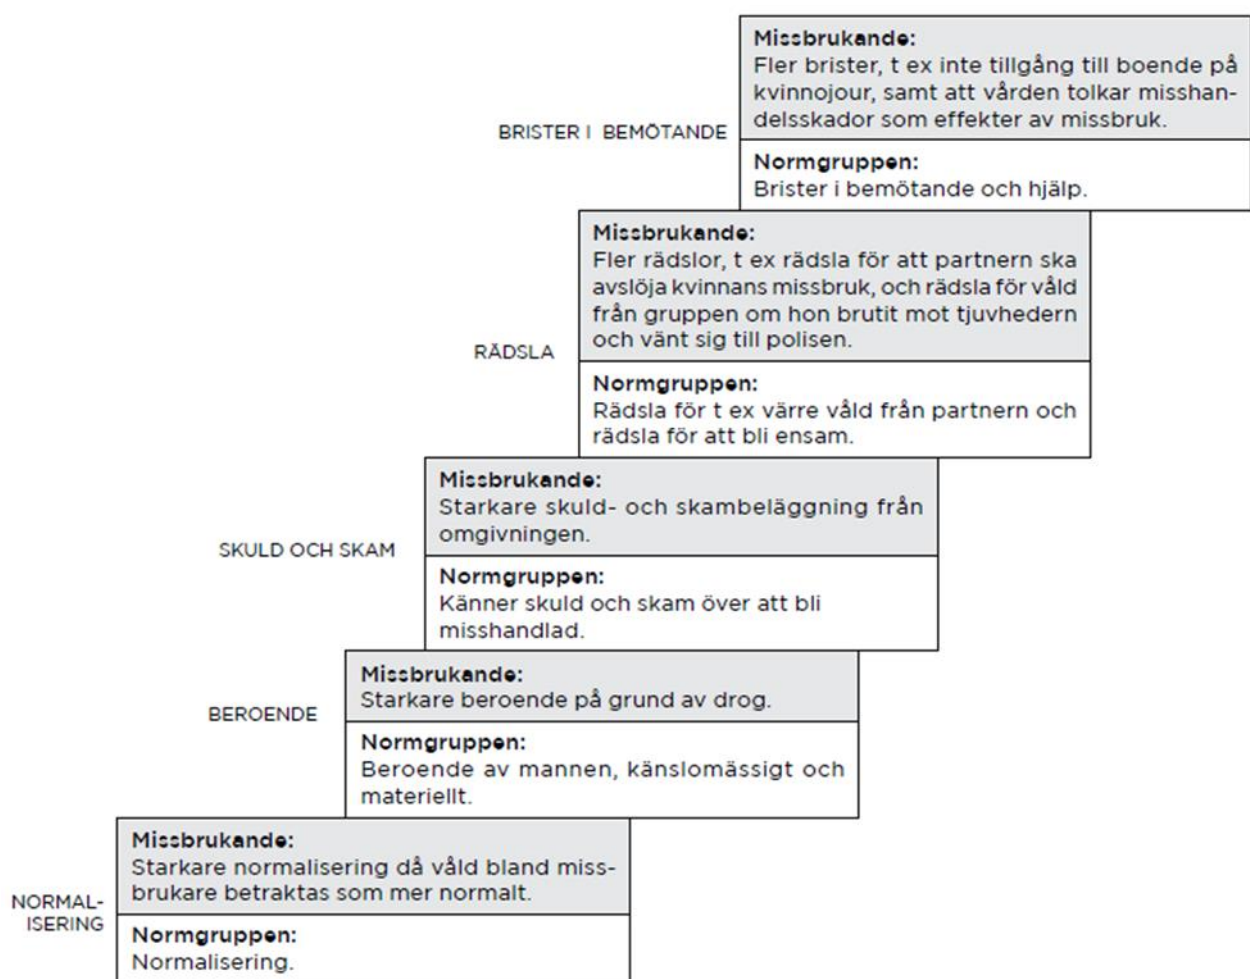 Missbrukande:
Fler brister, t ex inte tillgång till boende på
kvinnojour, samt att vården tolkar misshan-
delsskador som effekter av missbruk.
BRISTER I BEMÖTANDE
Normgruppen:
Brister i bemötande och hjälp.
Missbrukande:
Fler rädslor, t ex rädsla för att partnern ska
avslöja kvinnans missbruk, och rädsla för våld
från gruppen om hon brutit mot tjuvhedern
och vänt sig till polisen.
RÄDSLA
Normgruppen:
Rädsla för t ex värre våld från partnern och
rädsla för att bli ensam.
Missbrukande:
Starkare skuld- och skambeläggning från
omgivningen.
SKULD OCH SKAM
Normgruppen:
Känner skuld och skam över att bli
misshandlad.
Missbrukande:
Starkare beroende på grund av drog.
BEROENDE
Normgruppen:
Beroende av mannen, känslomässigt och
materiellt.
Missbrukande:
Starkare normalisering då våld bland miss-
brukare betraktas som mer normalt.
NORMAL-
ISERING
Normgruppen:
Normalisering.